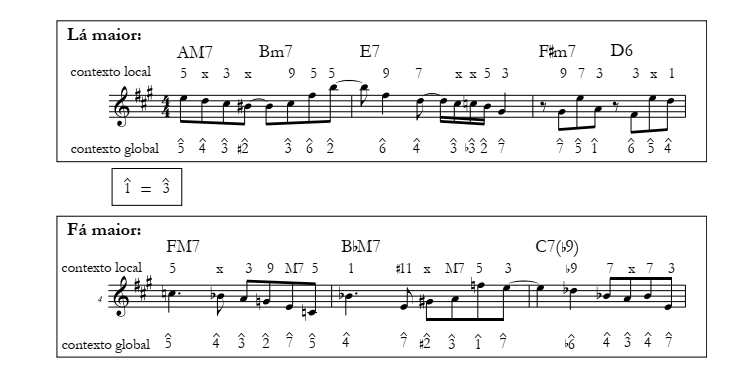 Lá maior:
AM7 Bm7 E7 F#m7 D6
contexto local 5 x 3 x 9 5 5 9 7 x x 5 3 9 7 3 3 x 1
4
4
contexto global 5̂ 4̂ 3̂ #2̂ 3̂ 6̂ 2̂ 6̂ 4̂ 3̂ ♭3̂ 2̂ 7̂ 7̂ 5̂ 1̂ 6̂ 5̂ 4̂
1̂ = 3̂
Fá maior:
FM7 B♭M7 C7(♭9)
contexto local 5 x 3 9 M7 5 1 #11 x M7 5 3 ♭9 7 x 7 3
4
contexto global 5̂ 4̂ 3̂ 2̂ 7̂ 5̂ 4̂ 7̂ #2̂ 3̂ 1̂ 7̂ ♭6̂ 4̂ 3̂ 4̂ 7̂